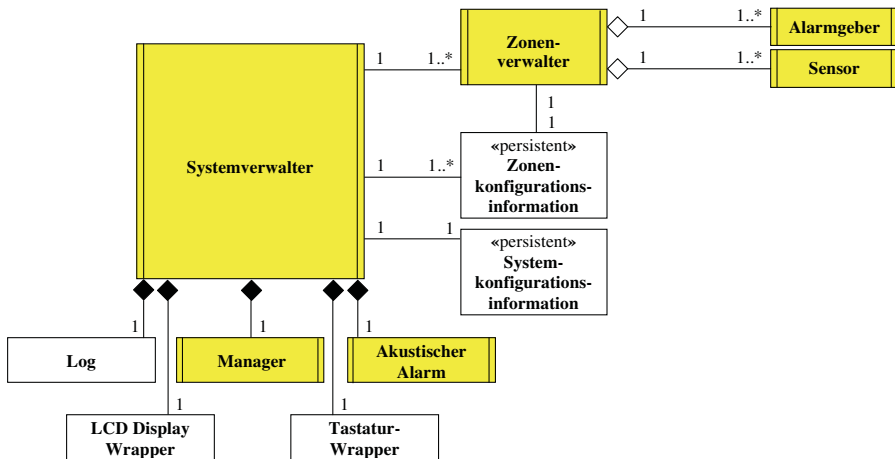 1
1..*
Alarmgeber
Zonen-
verwalter
1
1..*
1
1..*
Sensor
1
1
Systemverwalter
«persistent»
Zonen-
konfigurations-
information
1
1..*
1
1
«persistent»
System-
konfigurations-
information
1
1
1
Log
Manager
Akustischer
Alarm
1
1
LCD Display
Wrapper
Tastatur-
Wrapper